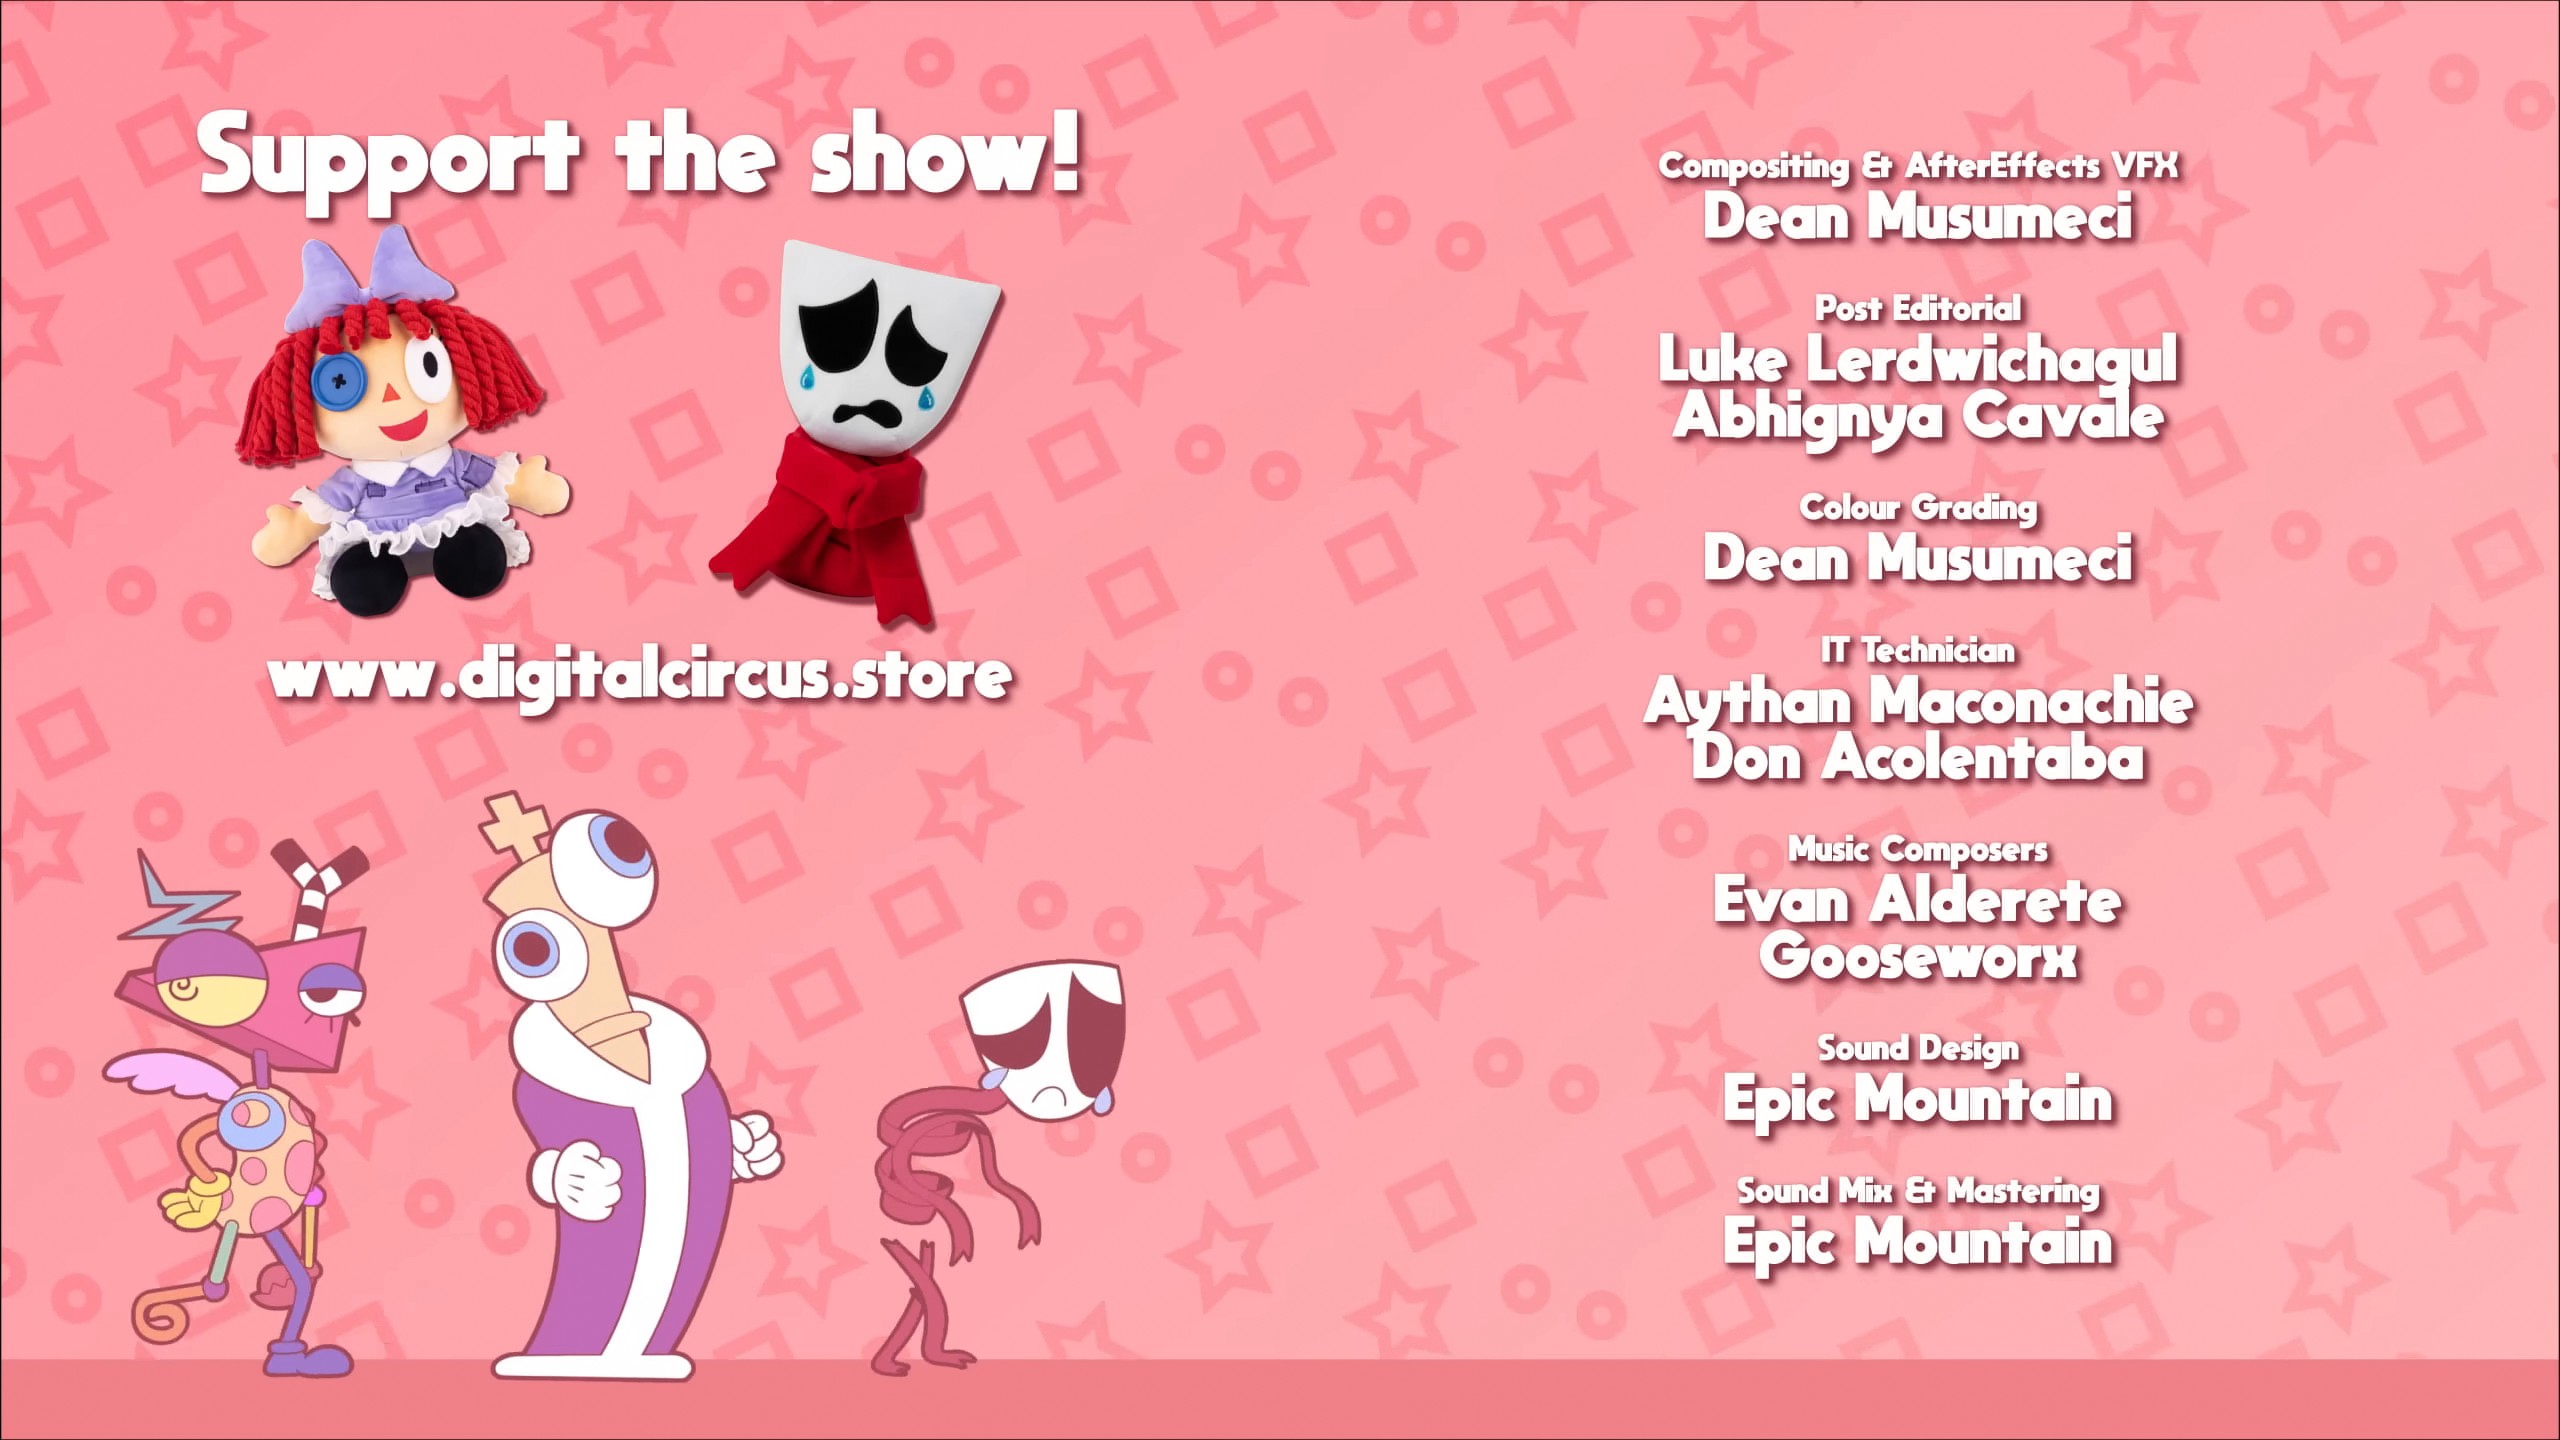 Support the show!
www.digitalcircus.store
Compositing & AfterEffects VFX
Dean Musumeci
Post Editorial
Luke Lerdwichagul
Abhignya Cavale
Colour Grading
Dean Musumeci
IT Technician
Aythan Maconachie
Don Acolentaba
Music Composers
Evan Alderete
Gooseworx
Sound Design
Epic Mountain
Sound Mix & Mastering
Epic Mountain